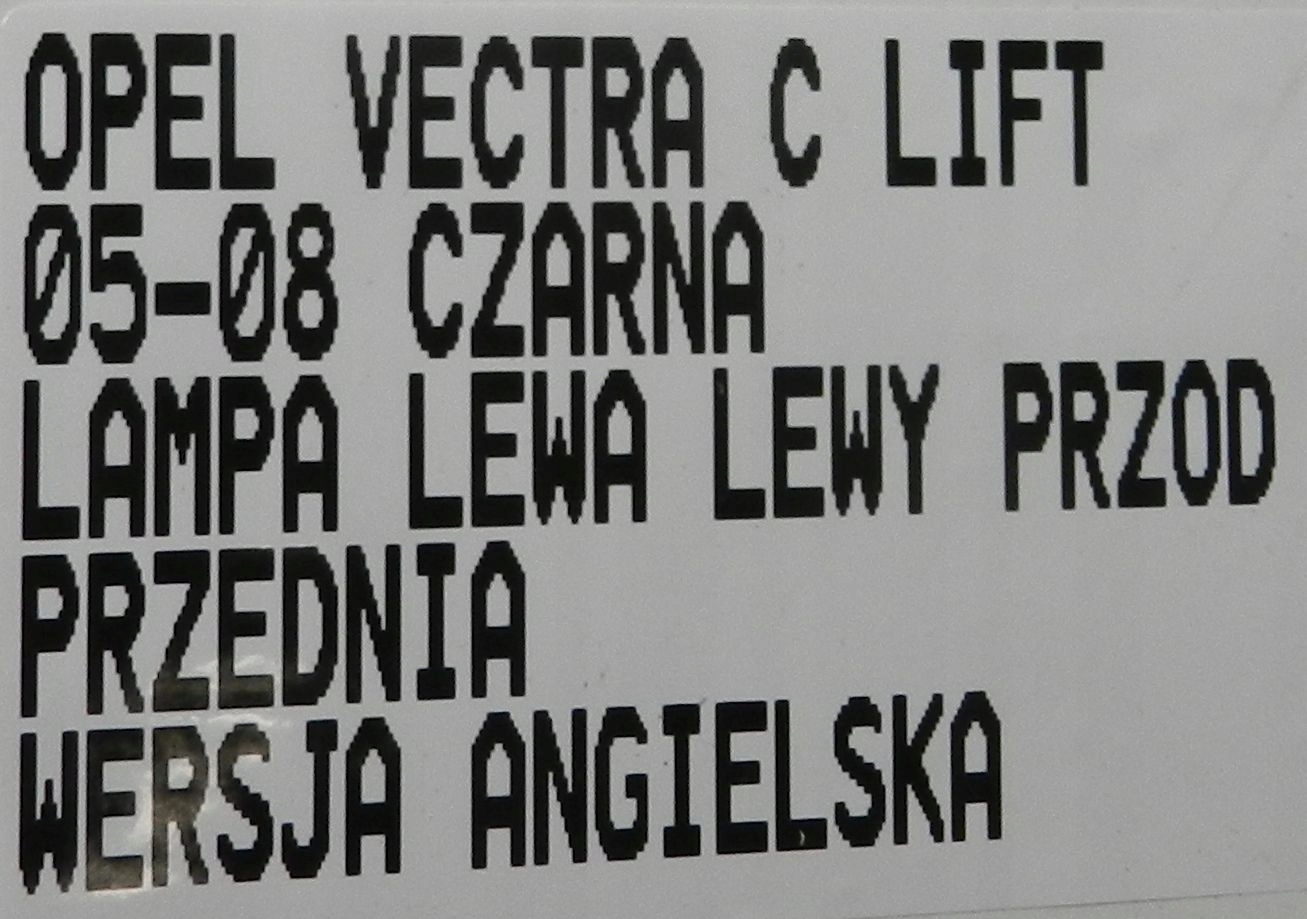 OPEL VECTRA C LIFT
05-08 CZARNA
LAMPA LEWA LEWY PRZOD
PRZEDNIA
WERSJA ANGIELSKA